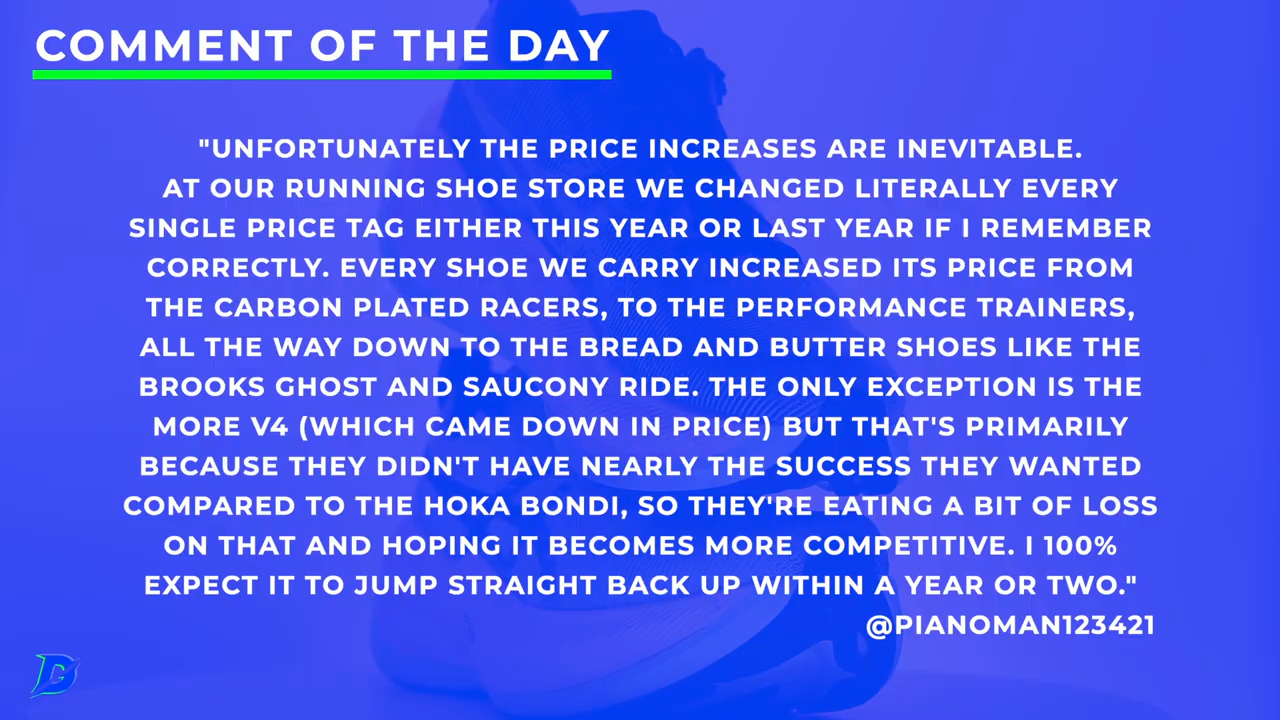 COMMENT OF THE DAY
"UNFORTUNATELY THE PRICE INCREASES ARE INEVITABLE.
AT OUR RUNNING SHOE STORE WE CHANGED LITERALLY EVERY
SINGLE PRICE TAG EITHER THIS YEAR OR LAST YEAR IF I REMEMBER
CORRECTLY. EVERY SHOE WE CARRY INCREASED ITS PRICE FROM
THE CARBON PLATED RACERS, TO THE PERFORMANCE TRAINERS,
ALL THE WAY DOWN TO THE BREAD AND BUTTER SHOES LIKE THE
BROOKS GHOST AND SAUCONY RIDE. THE ONLY EXCEPTION IS THE
MORE V4 (WHICH CAME DOWN IN PRICE) BUT THAT'S PRIMARILY
BECAUSE THEY DIDN'T HAVE NEARLY THE SUCCESS THEY WANTED
COMPARED TO THE HOKA BONDI, SO THEY'RE EATING A BIT OF LOSS
ON THAT AND HOPING IT BECOMES MORE COMPETITIVE. I 100%
EXPECT IT TO JUMP STRAIGHT BACK UP WITHIN A YEAR OR TWO."
@PIANOMAN123421